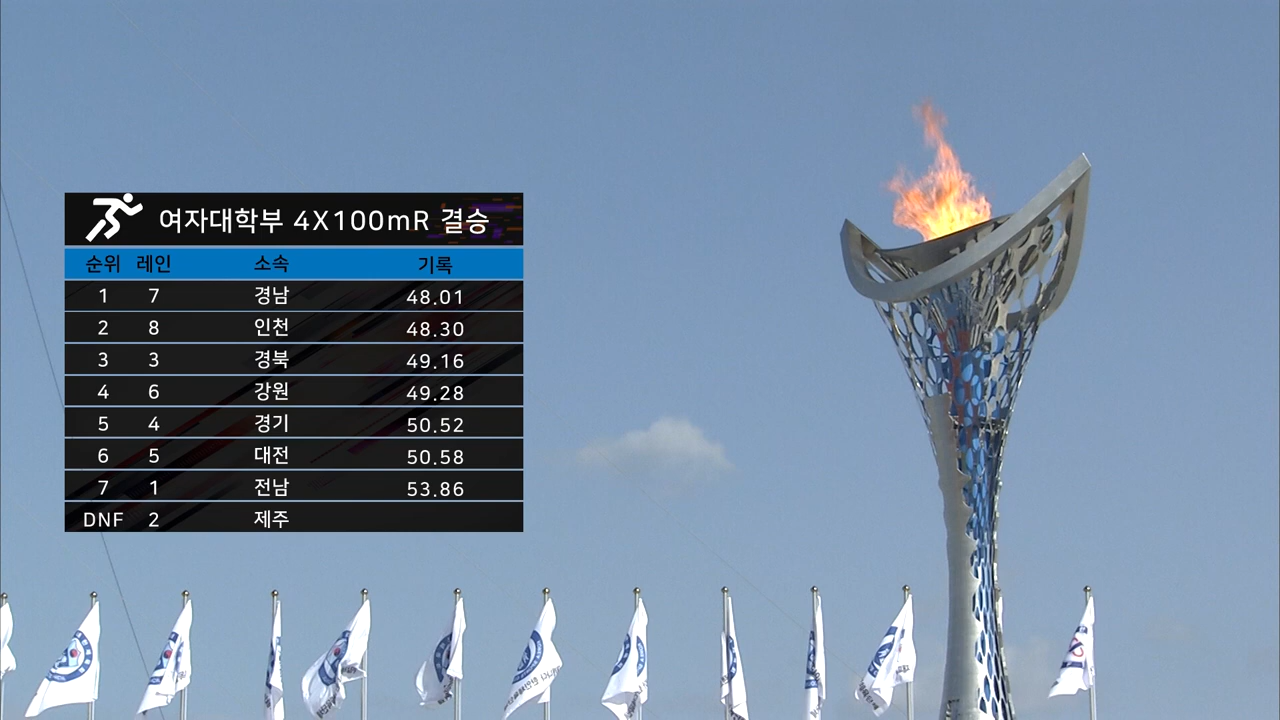 여자대학부 4X100mR 결승
순위 레인 소속 기록
1 7 경남 48.01
2 8 인천 48.30
3 3 경북 49.16
4 6 강원 49.28
5 4 경기 50.52
6 5 대전 50.58
7 1 전남 53.86
DNF 2 제주